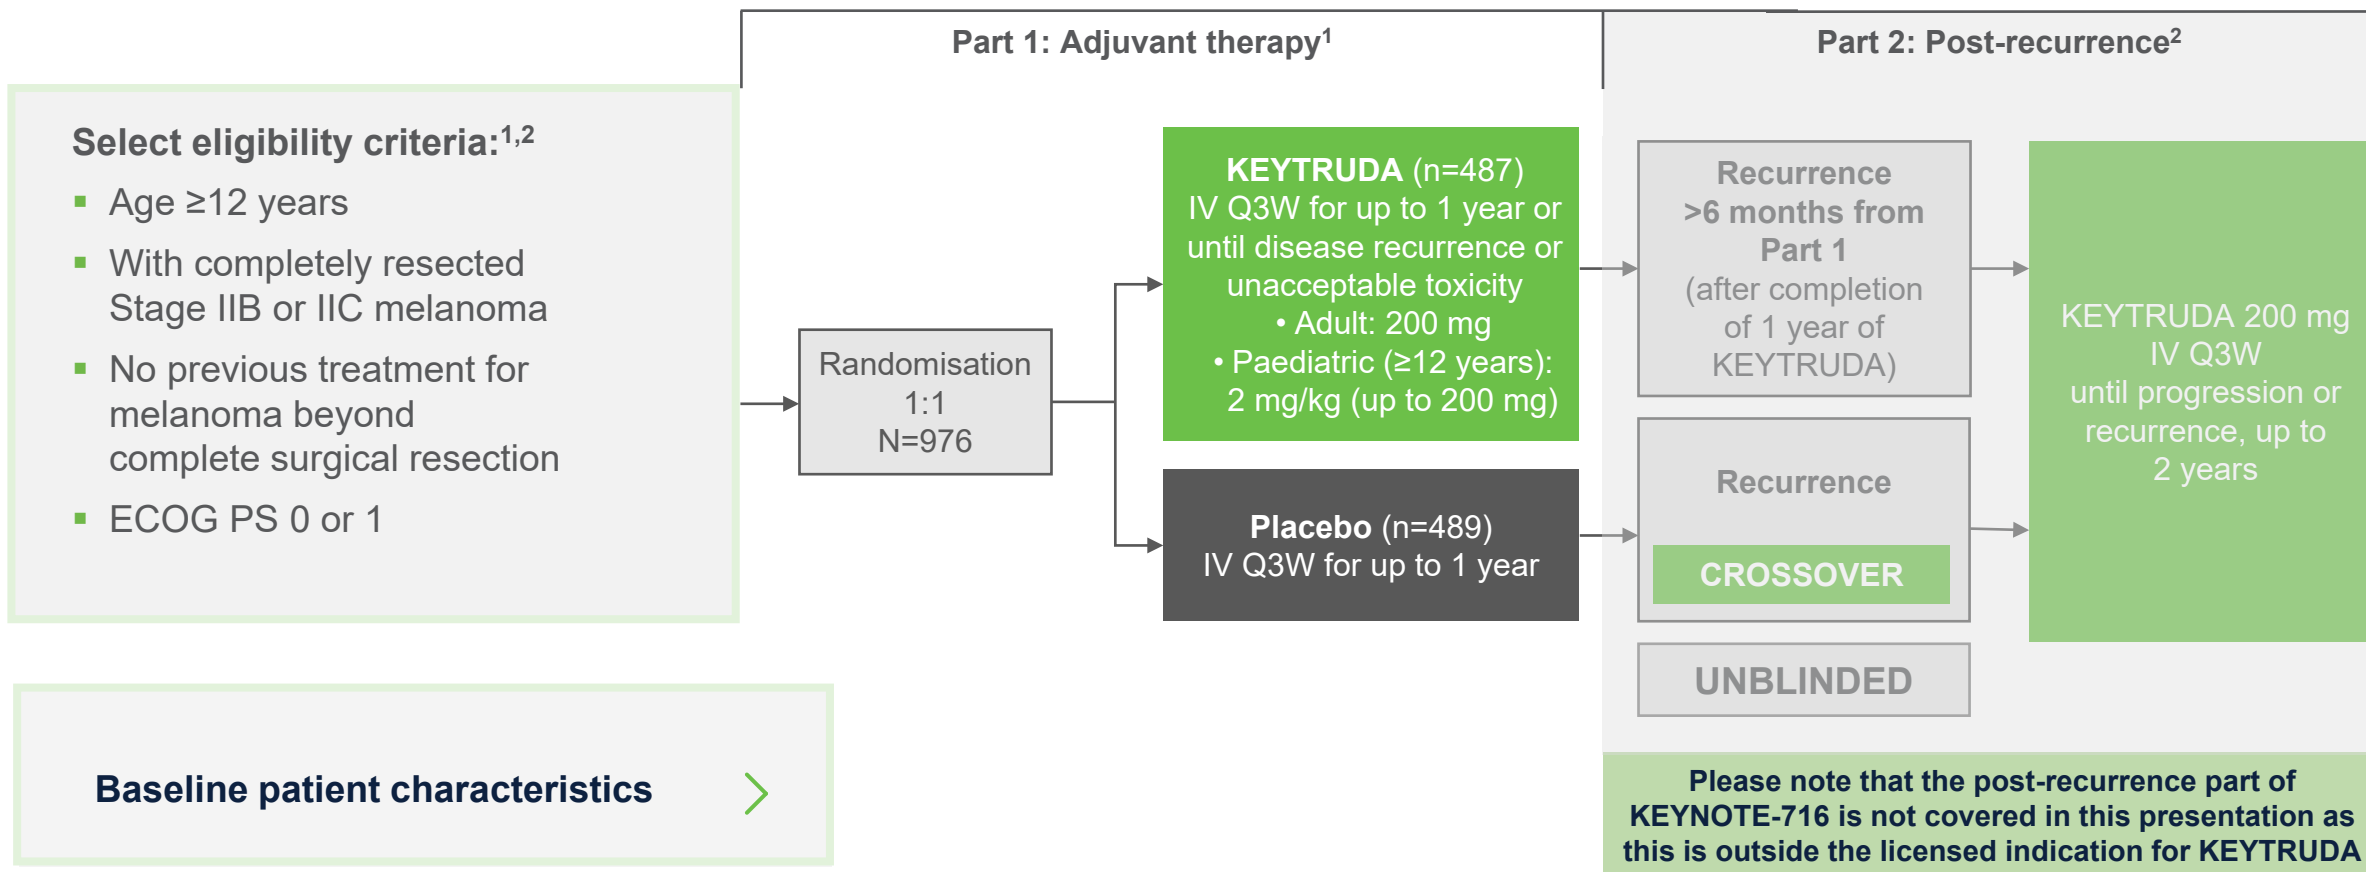 Part 1: Adjuvant therapy¹
Part 2: Post-recurrence²
Select eligibility criteria:¹,²
▪ Age ≥12 years
▪ With completely resected
Stage IIB or IIC melanoma
▪ No previous treatment for
melanoma beyond
complete surgical resection
▪ ECOG PS 0 or 1
Randomisation
1:1
N=976
KEYTRUDA (n=487)
IV Q3W for up to 1 year or
until disease recurrence or
unacceptable toxicity
• Adult: 200 mg
• Paediatric (≥12 years):
2 mg/kg (up to 200 mg)
Placebo (n=489)
IV Q3W for up to 1 year
Recurrence
>6 months from
Part 1
(after completion
of 1 year of
KEYTRUDA)
Recurrence
CROSSOVER
UNBLINDED
KEYTRUDA 200 mg
IV Q3W
until progression or
recurrence, up to
2 years
Baseline patient characteristics
Please note that the post-recurrence part of
KEYNOTE-716 is not covered in this presentation as
this is outside the licensed indication for KEYTRUDA